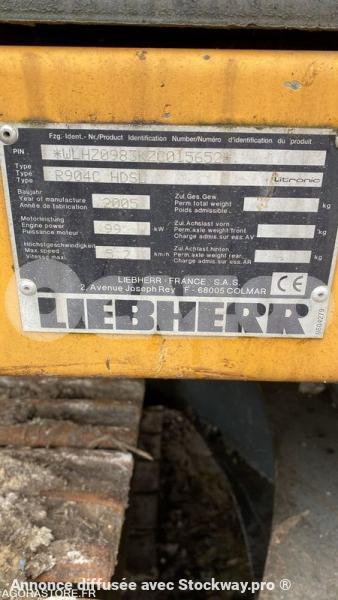 Fzg. Ident.- Nr./Product Identification Number/Numéro d'identification du produit
PIN *WLHZ0983KZC015652*
Typ
Type
Type
R904C HDSL
Litronic
Baujahr
Year of manufacture
Année de fabrication
2005
Motorleistung
Engine power
Puissance moteur
99 kW
Höchstgeschwindigkeit
Max. speed
Vitesse maxi.
km/h
Zul. Ges. Gew.
Perm total weight
Poids admissible
kg
Zul. Achslast vorn
Perm. axle weight front
Charge adm. sur ess. AV
kg
Zul. Achslast hinten
Perm. axle weight rear
Charge adm. sur ess. AR
kg
LIEBHERR - FRANCE S.A.S.
2, Avenue Joseph Rey F - 68005 COLMAR
CE
LIEBHERR
Annonce diffusée avec Stockway.pro ®
AGORASTORE.FR